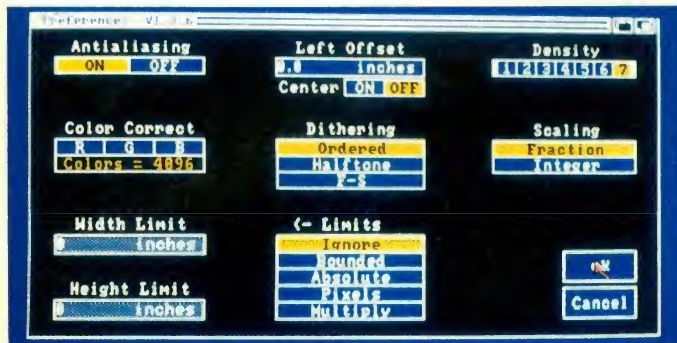 Preferences V1.3.6
Antialiasing
ON OFF
Left Offset
0.0 inches
Center ON OFF
Density
1 2 3 4 5 6 7
Color Correct
R G B
Colors = 4096
Dithering
Ordered
Halftone
F-S
Scaling
Fraction
Integer
Width Limit
0 inches
Height Limit
0 inches
<- Limits
Ignore
Bounded
Absolute
Pixels
Multiply
OK
Cancel